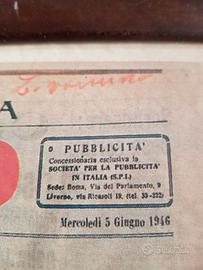 A
PUBBLICITA'
Concessionaria esclusiva la
SOCIETA' PER LA PUBBLICITA'
IN ITALIA (S.P.I.)
Sede: Roma, Via del Parlamento, 9
Livorno, via Ricasoli 19, (tel. 33-222)
Mercoledì 5 Giugno 1946